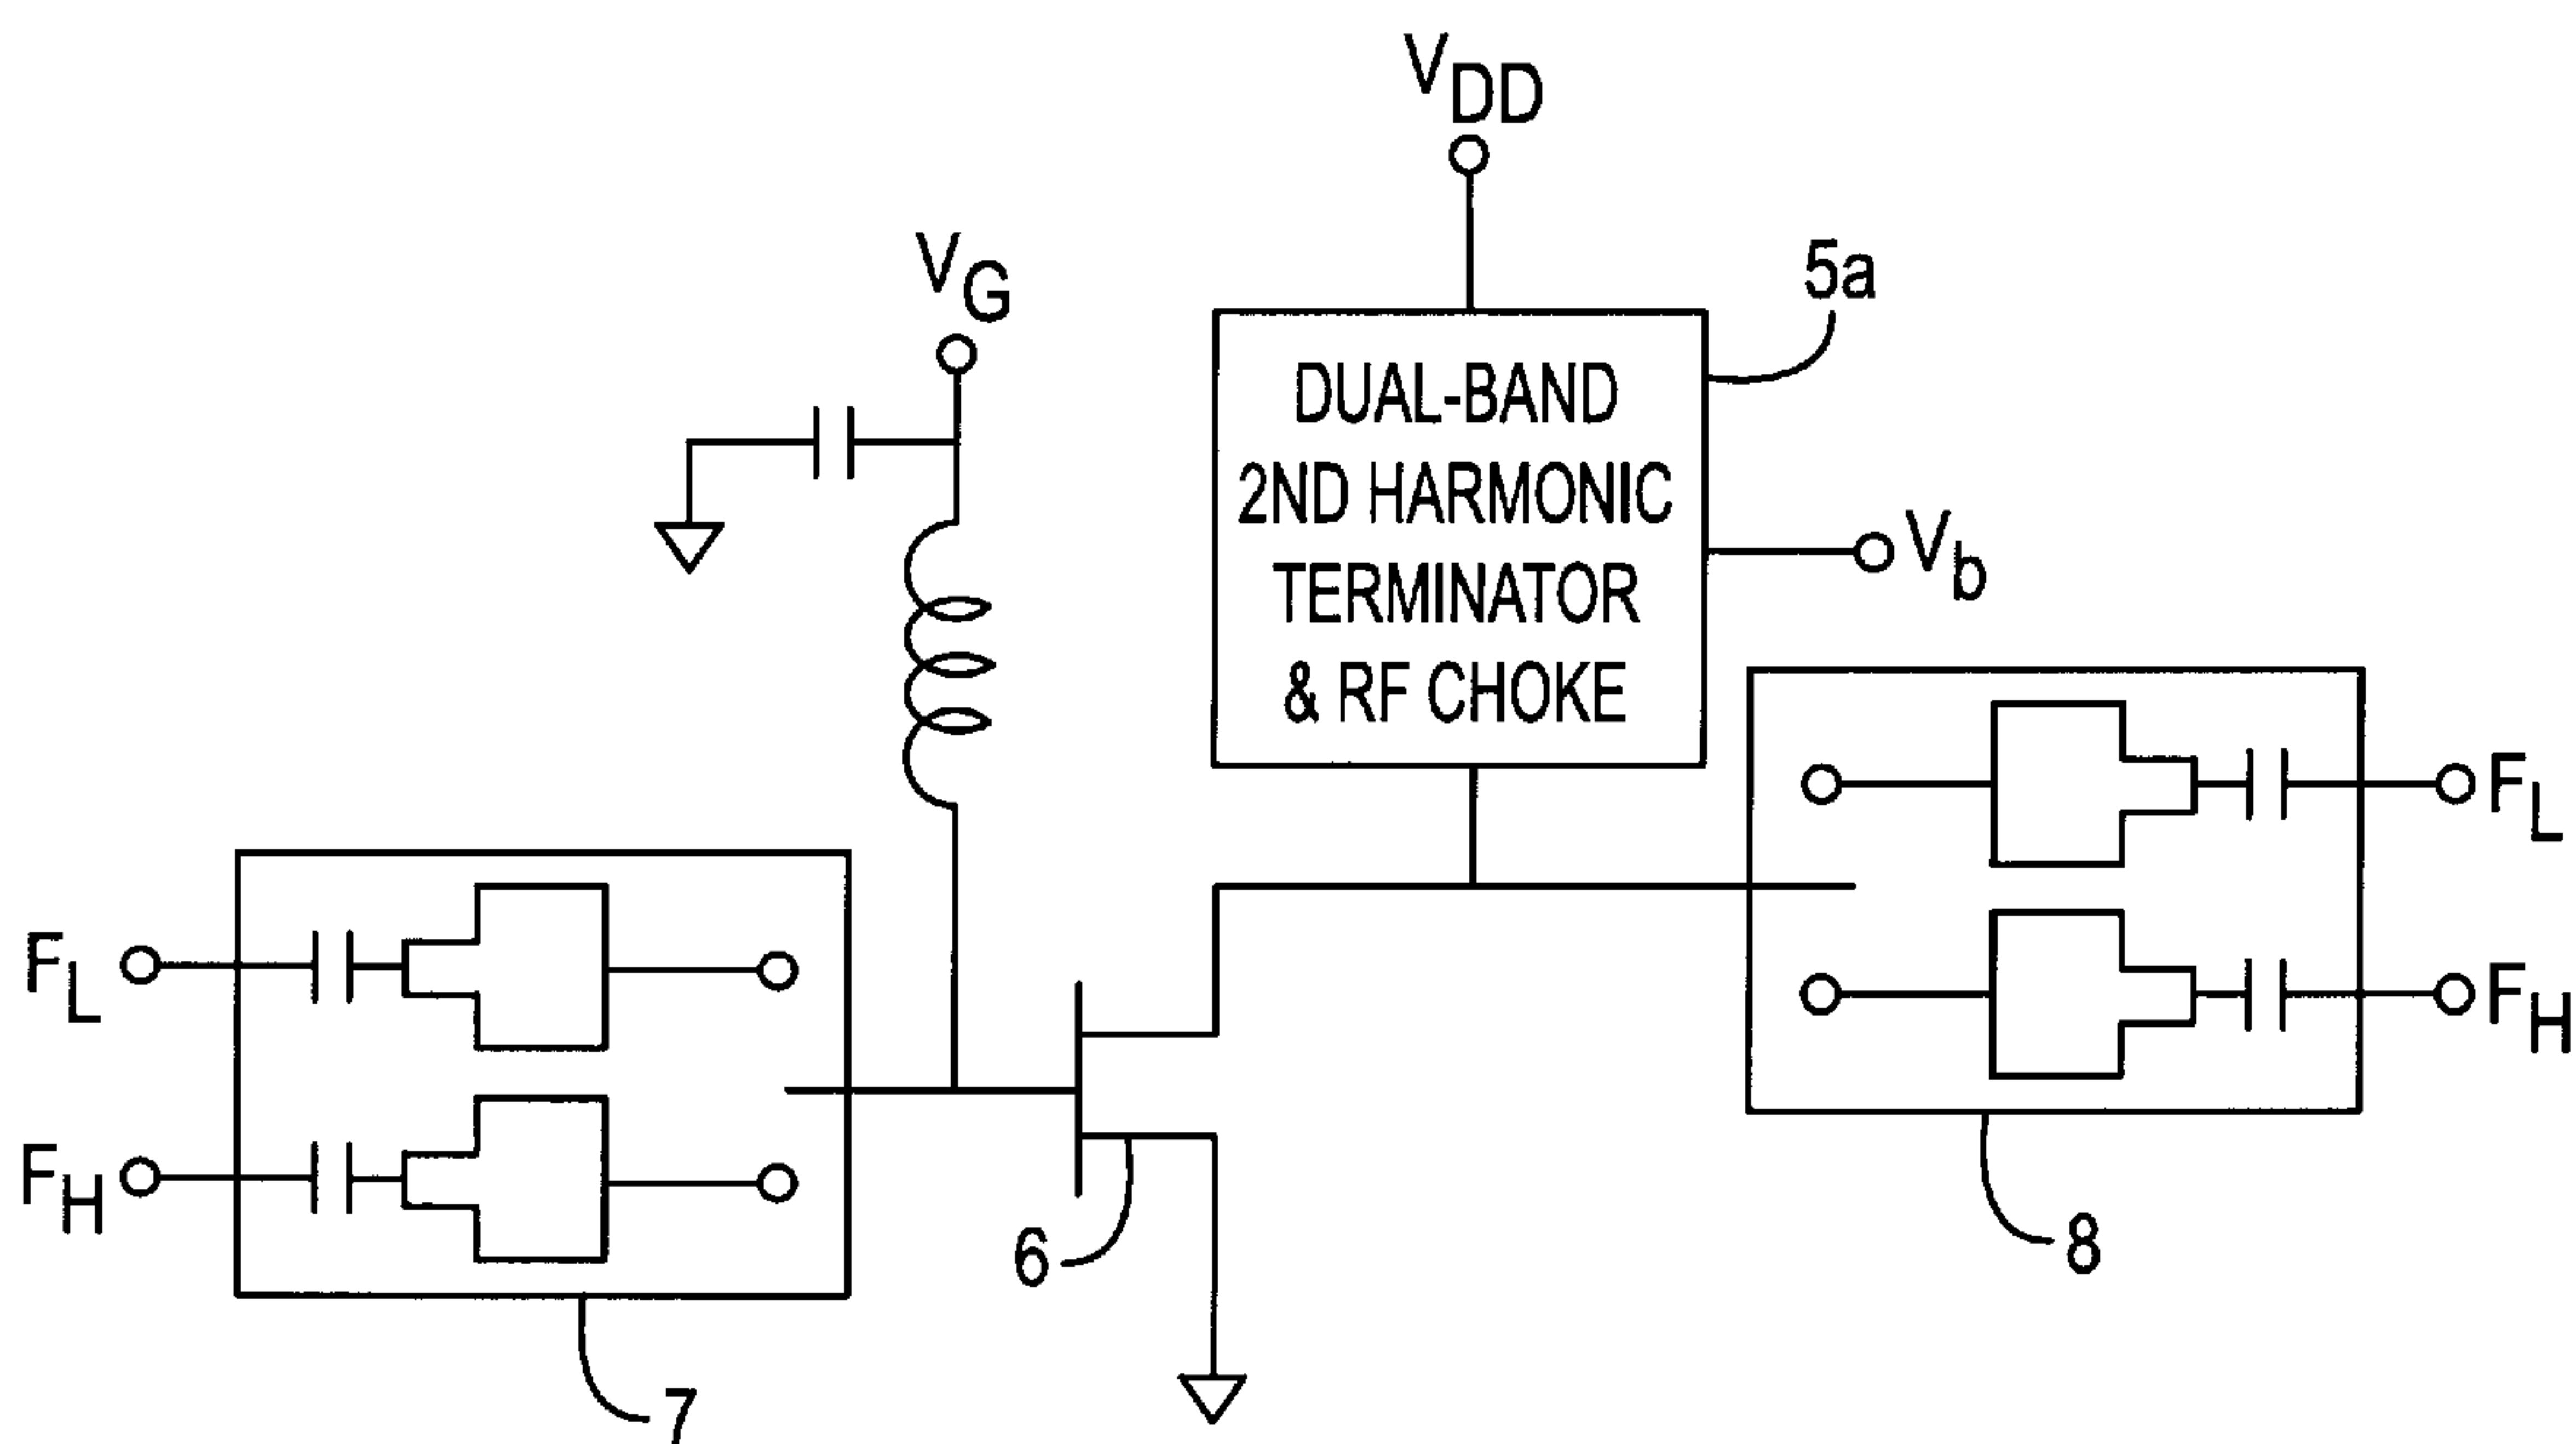 VDD
VG
5a
DUAL-BAND
2ND HARMONIC
TERMINATOR
& RF CHOKE
Vb
FL
FH
FL
FH
6
8
7